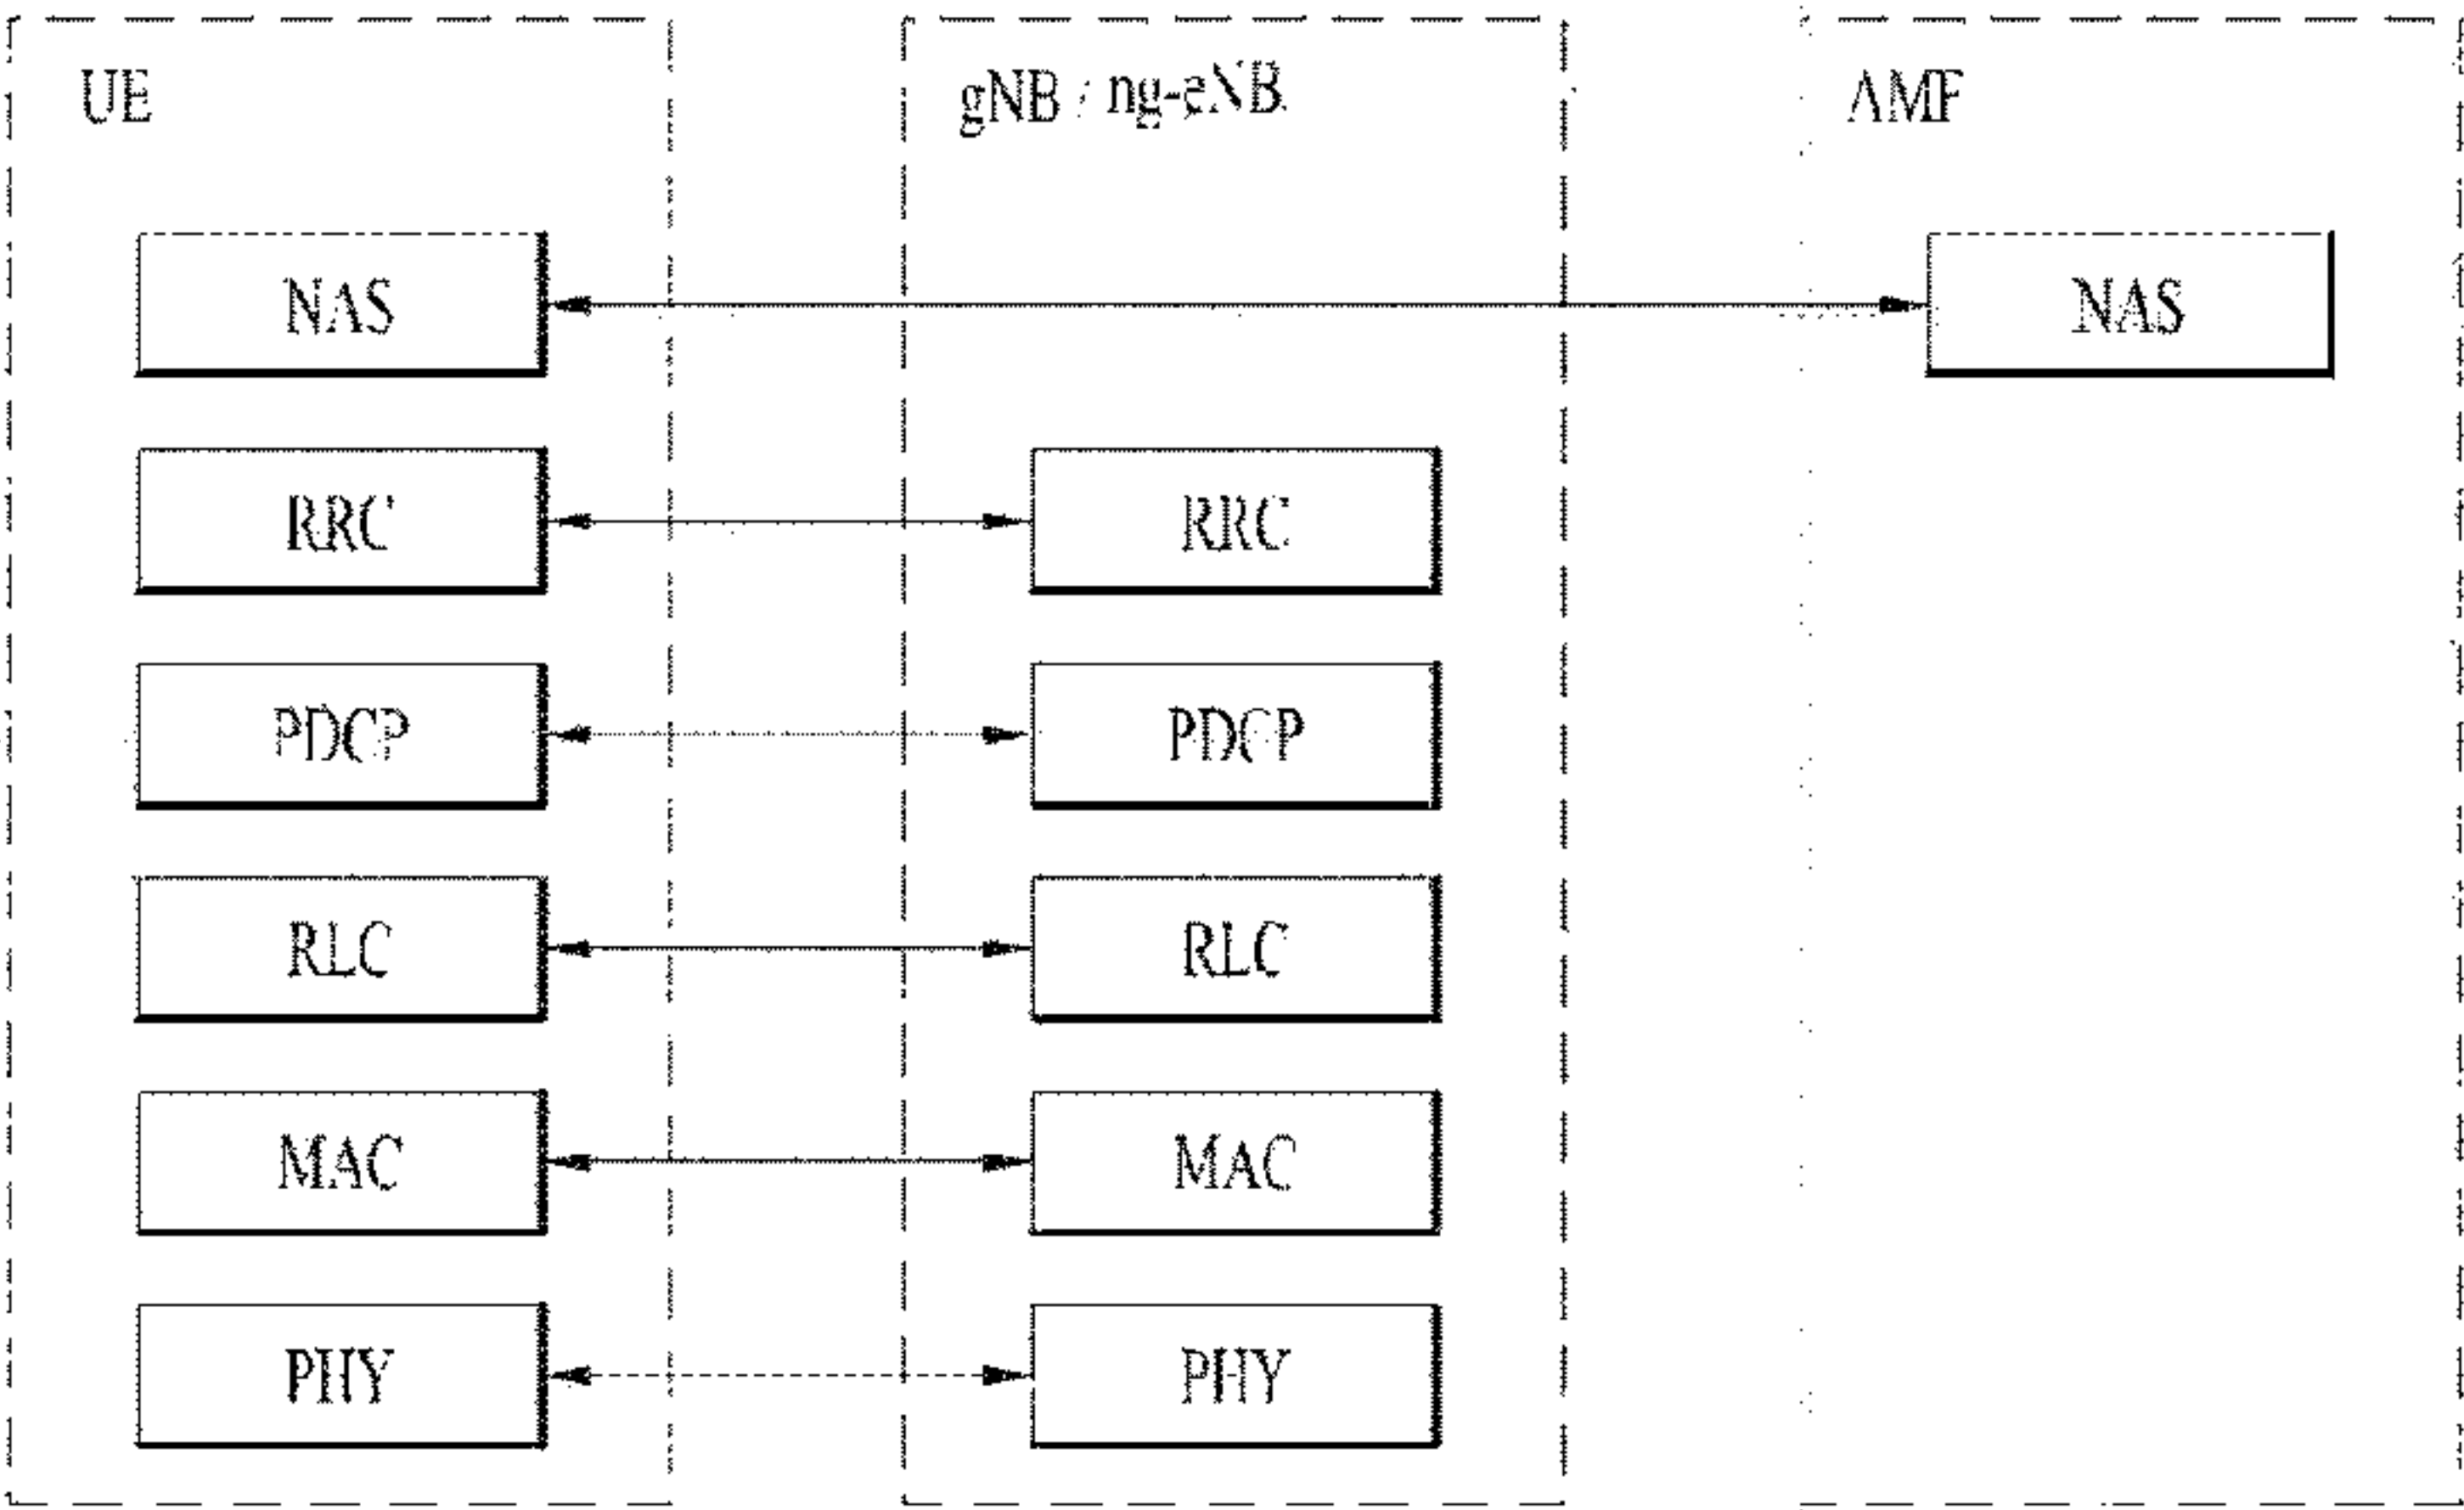 UE gNB / ng-eNB AMF
NAS NAS
RRC RRC
PDCP PDCP
RLC RLC
MAC MAC
PHY PHY